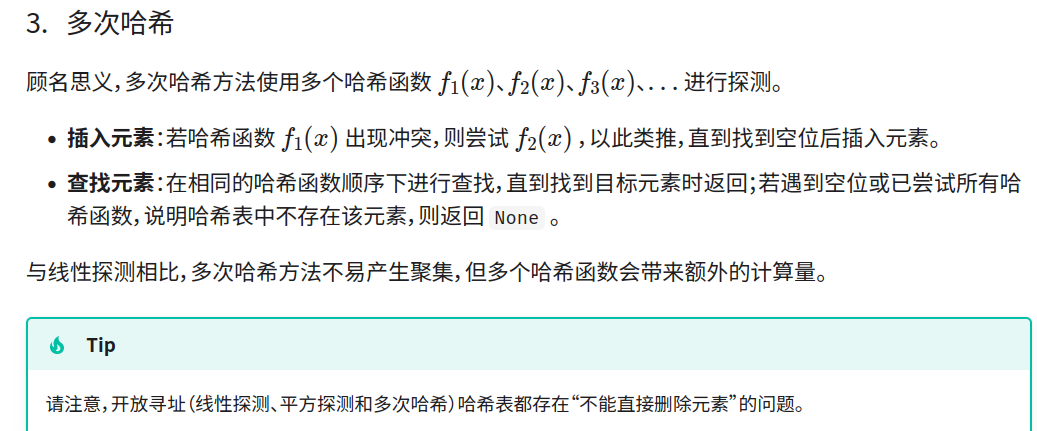 3. 多次哈希
顾名思义，多次哈希方法使用多个哈希函数 f₁(x)、f₂(x)、f₃(x)、… 进行探测。
• 插入元素：若哈希函数 f₁(x) 出现冲突，则尝试 f₂(x) ，以此类推，直到找到空位后插入元素。
• 查找元素：在相同的哈希函数顺序下进行查找，直到找到目标元素时返回；若遇到空位或已尝试所有哈
希函数，说明哈希表中不存在该元素，则返回 None 。
与线性探测相比，多次哈希方法不易产生聚集，但多个哈希函数会带来额外的计算量。
Tip
请注意，开放寻址（线性探测、平方探测和多次哈希）哈希表都存在“不能直接删除元素”的问题。